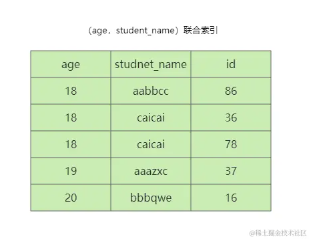 （age，student_name）联合索引
age studnet_name id
18 aabbcc 86
18 caicai 36
18 caicai 78
19 aaazxc 37
20 bbbqwe 16
@稀土掘金技术社区